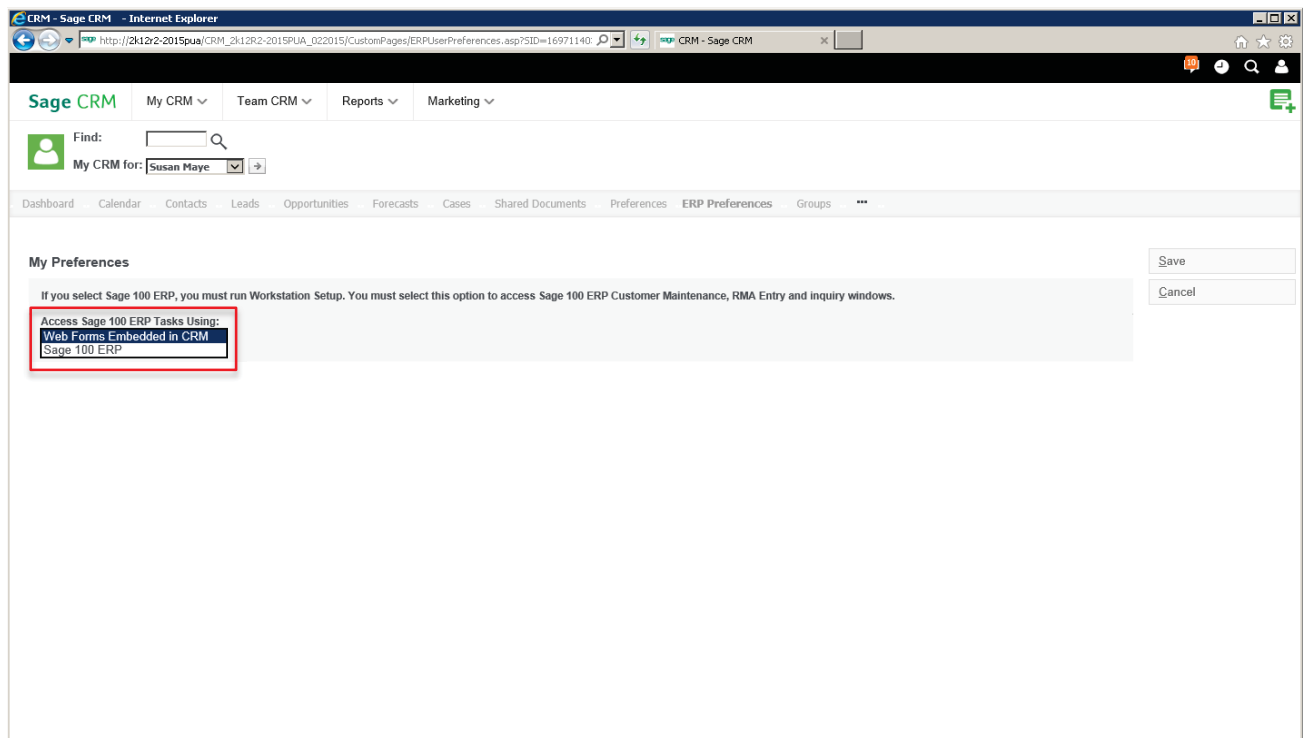 CRM - Sage CRM - Internet Explorer
http://2k12r2-2015pua/CRM_2k12R2-2015PUA_022015/CustomPages/ERPUserPreferences.asp?SID=16971140: CRM - Sage CRM
10
Sage CRM My CRM Team CRM Reports Marketing
Find:
My CRM for: Susan Maye
Dashboard Calendar Contacts Leads Opportunities Forecasts Cases Shared Documents Preferences ERP Preferences Groups ...
My Preferences
Save
If you select Sage 100 ERP, you must run Workstation Setup. You must select this option to access Sage 100 ERP Customer Maintenance, RMA Entry and inquiry windows.
Cancel
Access Sage 100 ERP Tasks Using:
Web Forms Embedded in CRM
Sage 100 ERP